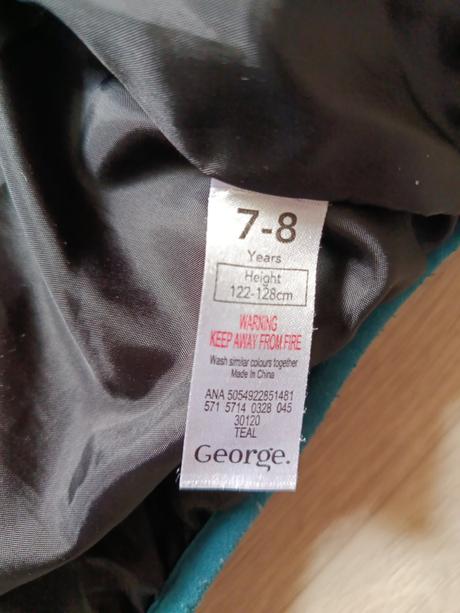 7-8
Years
Height
122-128cm
WARNING
KEEP AWAY FROM FIRE
Wash similar colours together
Made In China
ANA 5054922851481
571 5714 0328 045
30120
TEAL
George.